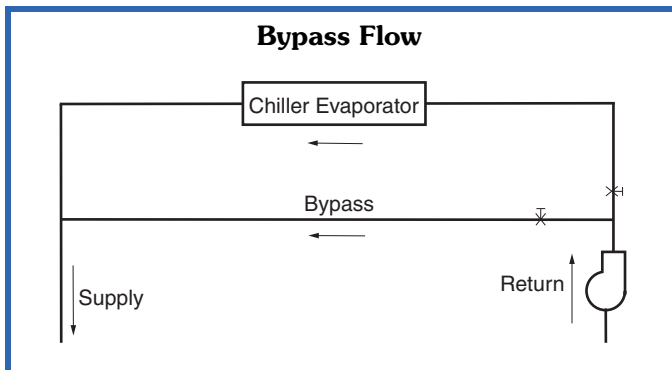 Bypass Flow
Chiller Evaporator
Bypass
Return
Supply